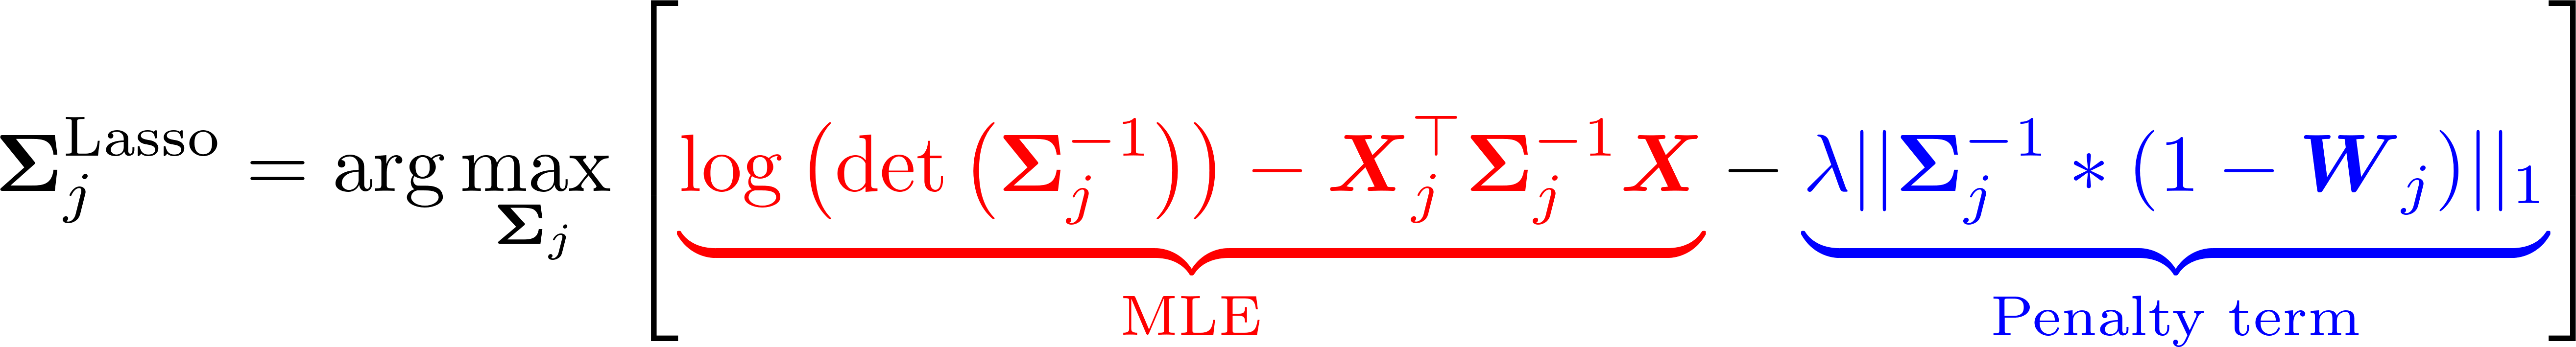 Σ_j^Lasso = arg max_{Σ_j} [ log (det (Σ_j^{-1})) − X_j^⊤ Σ_j^{-1} X − λ||Σ_j^{-1} * (1 − W_j)||_1 ]
MLE Penalty term